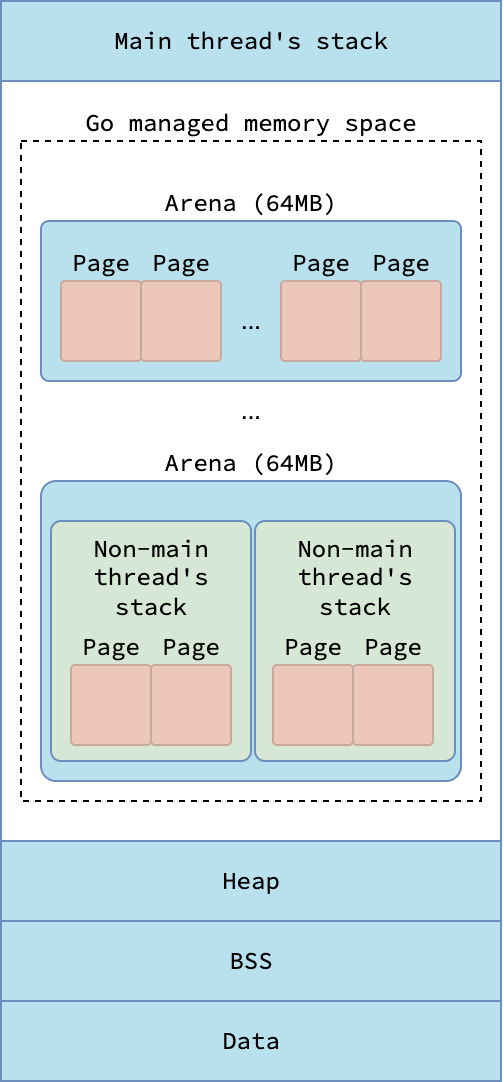 Main thread's stack
Go managed memory space
Arena (64MB)
Page Page Page Page
...
...
Arena (64MB)
Non-main
thread's
stack
Page Page
Non-main
thread's
stack
Page Page
Heap
BSS
Data